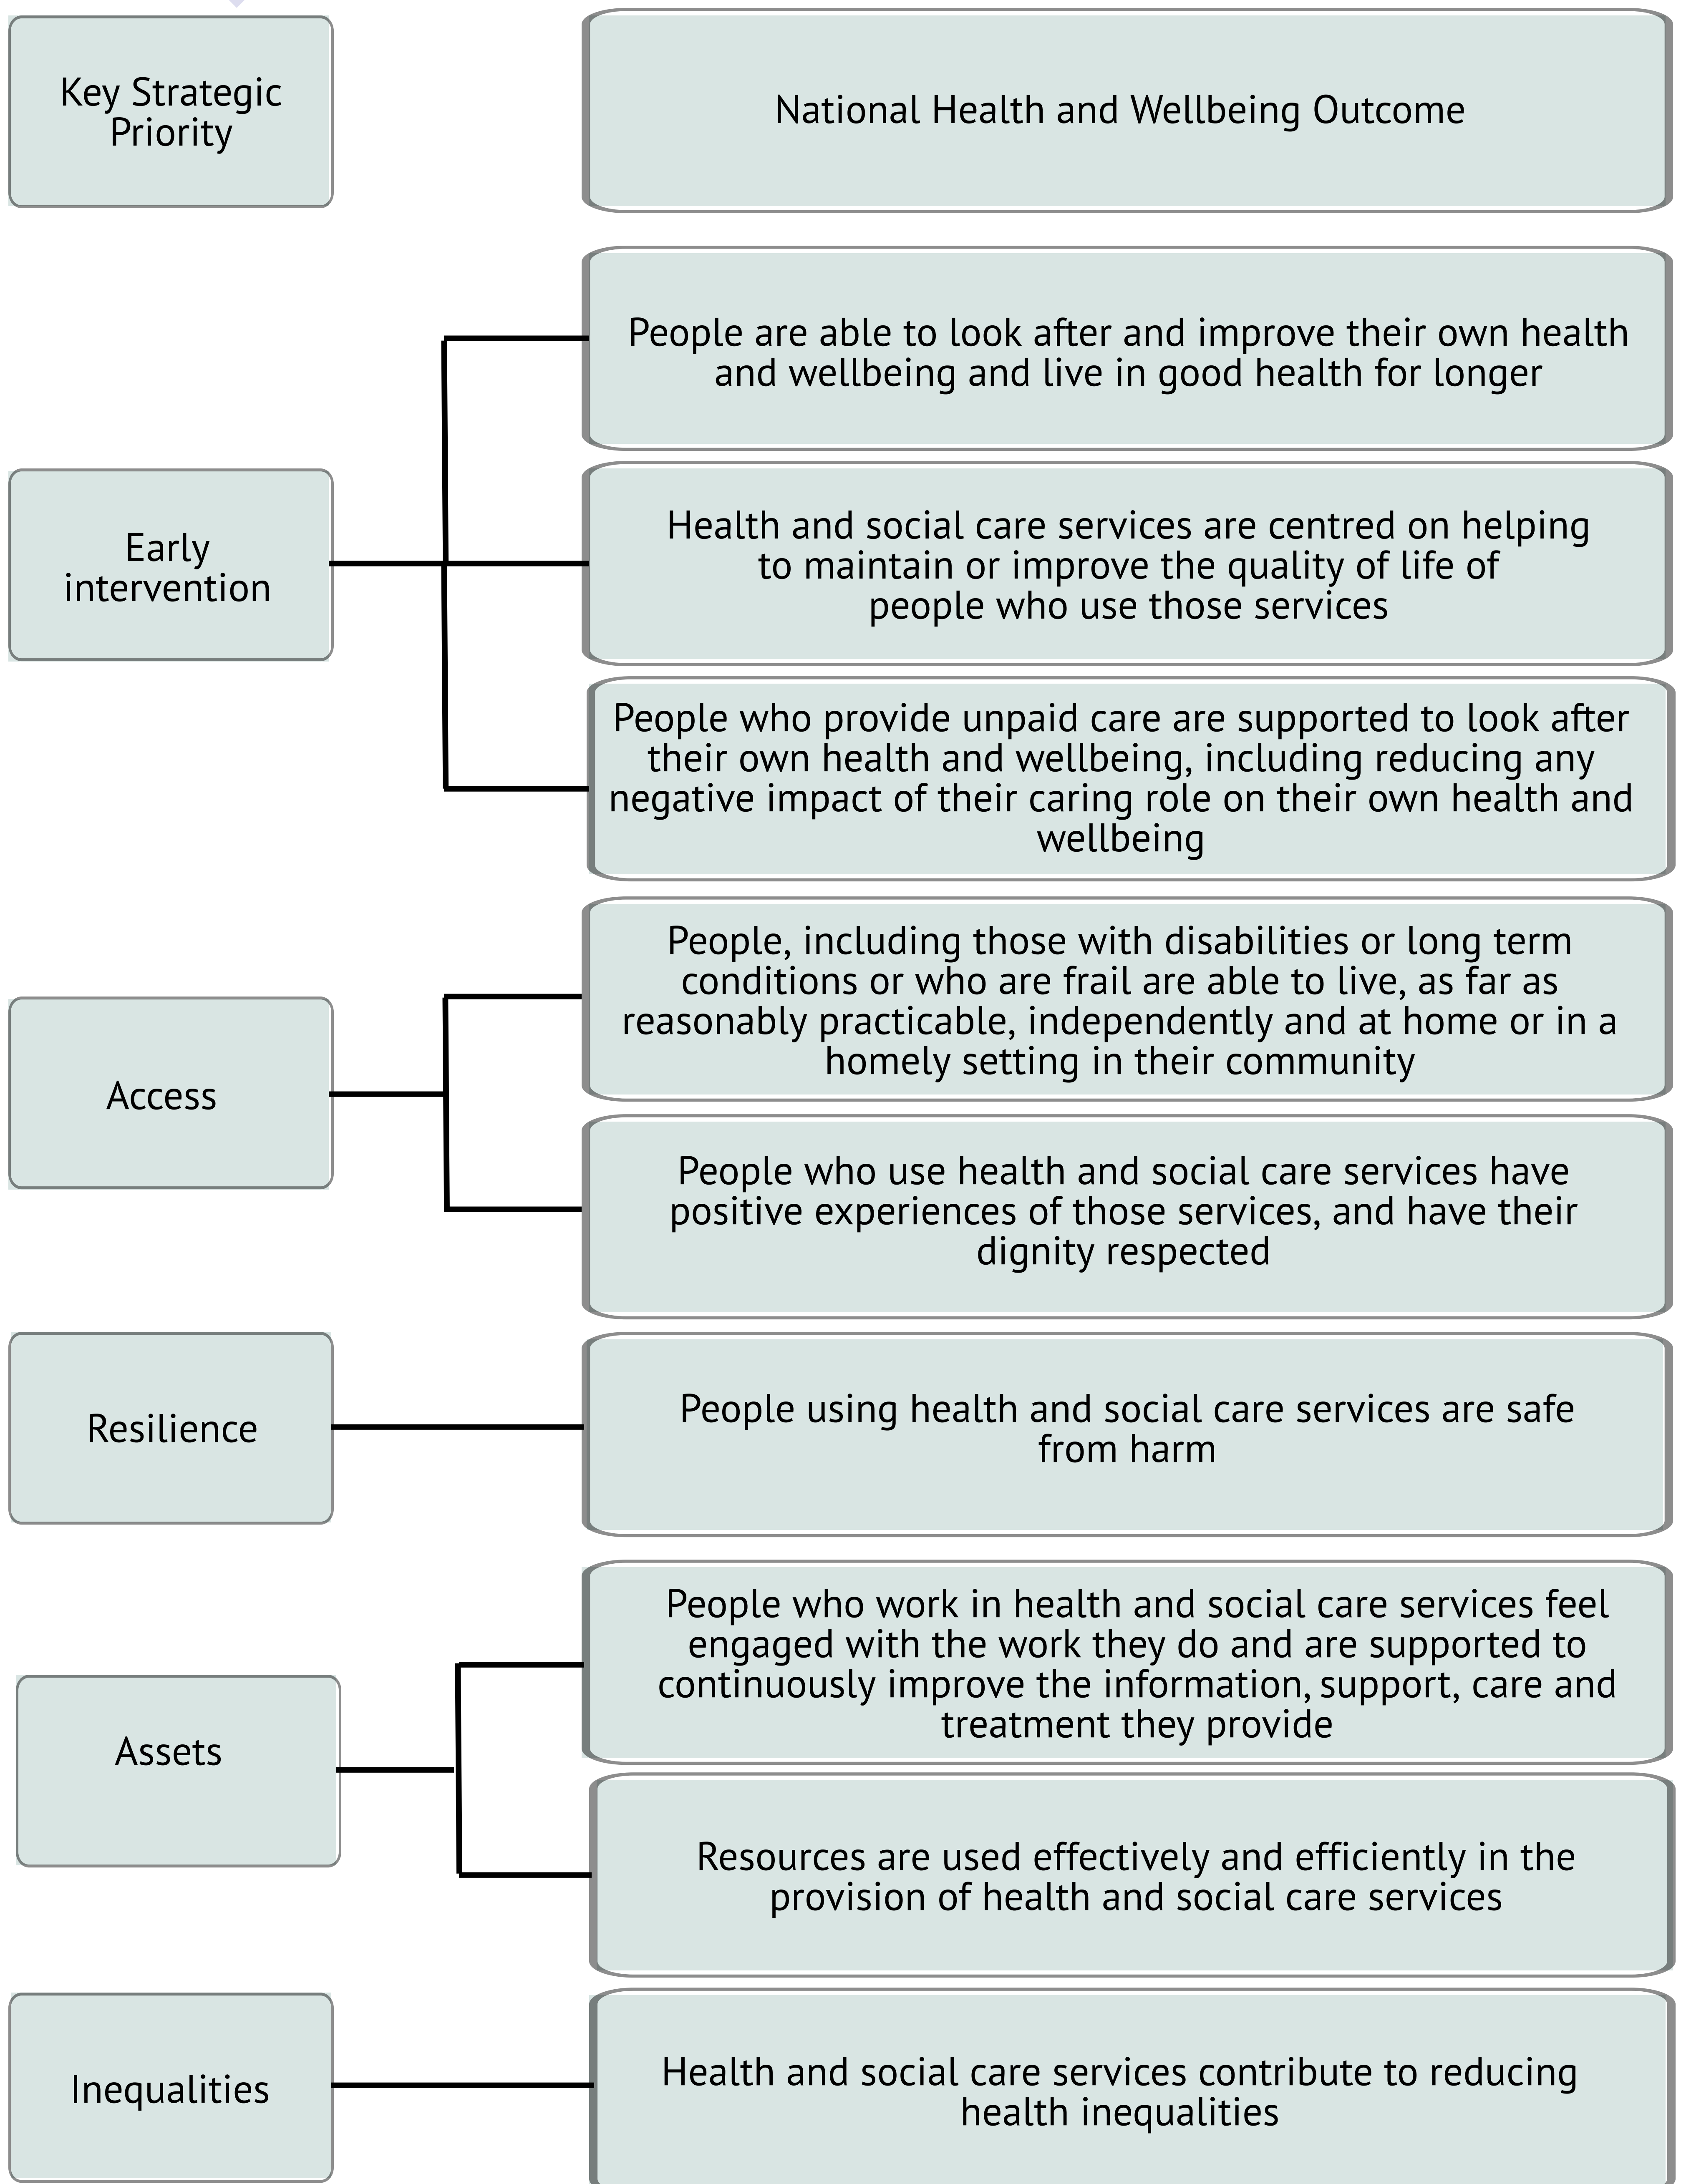 Key Strategic
Priority
National Health and Wellbeing Outcome
Early
intervention
People are able to look after and improve their own health
and wellbeing and live in good health for longer
Health and social care services are centred on helping
to maintain or improve the quality of life of
people who use those services
People who provide unpaid care are supported to look after
their own health and wellbeing, including reducing any
negative impact of their caring role on their own health and
wellbeing
Access
People, including those with disabilities or long term
conditions or who are frail are able to live, as far as
reasonably practicable, independently and at home or in a
homely setting in their community
People who use health and social care services have
positive experiences of those services, and have their
dignity respected
Resilience
People using health and social care services are safe
from harm
Assets
People who work in health and social care services feel
engaged with the work they do and are supported to
continuously improve the information, support, care and
treatment they provide
Resources are used effectively and efficiently in the
provision of health and social care services
Inequalities
Health and social care services contribute to reducing
health inequalities